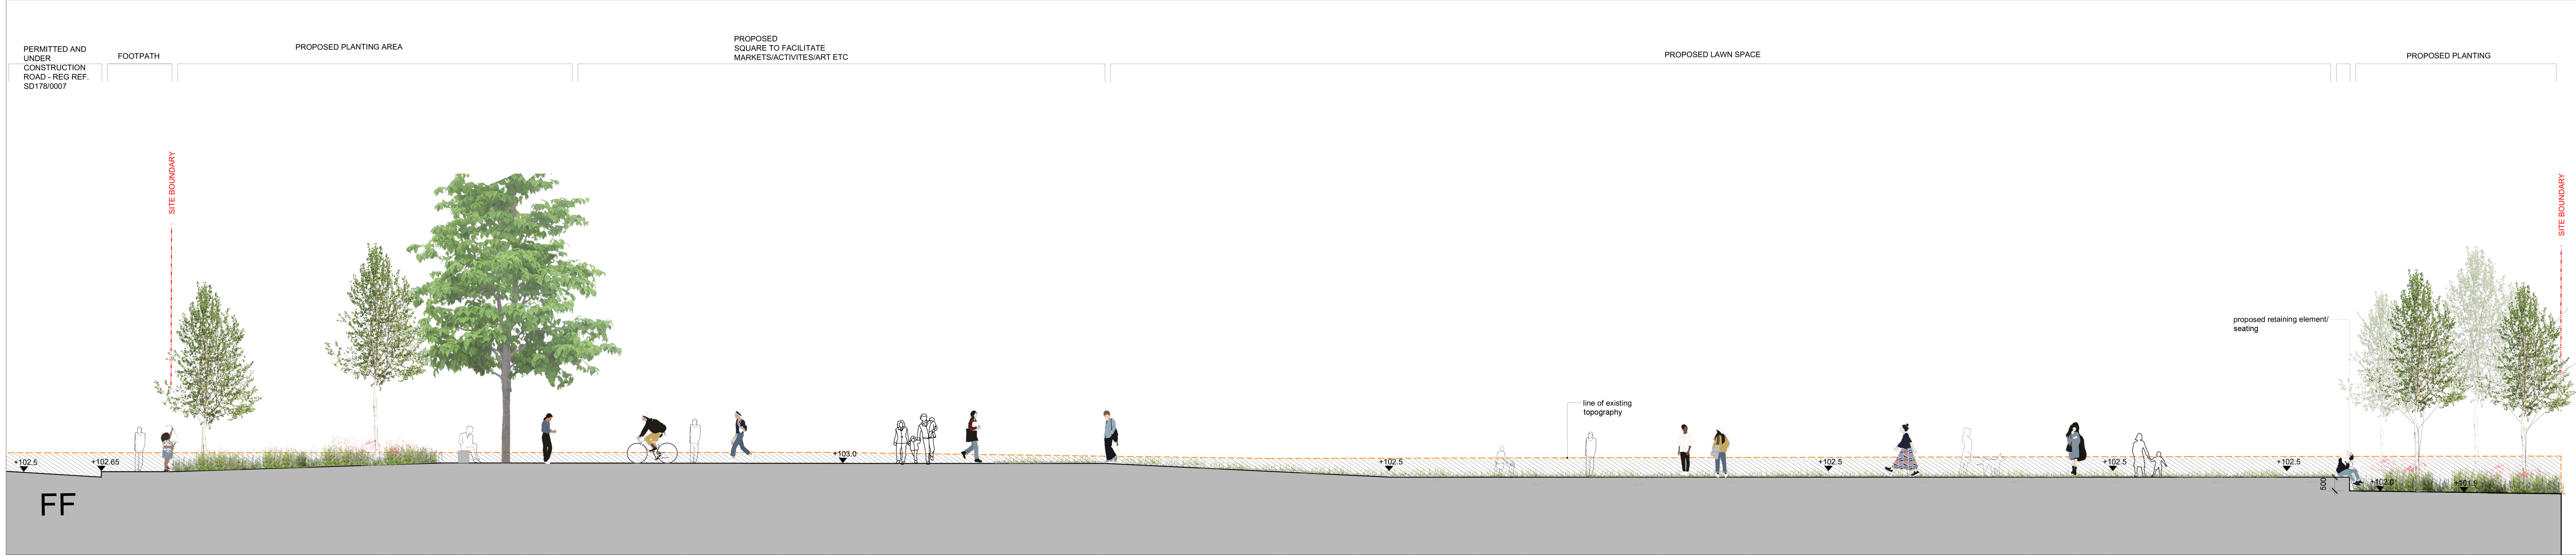 PERMITTED AND
UNDER
CONSTRUCTION
ROAD - REG REF.
SD178/0007
FOOTPATH
PROPOSED PLANTING AREA
PROPOSED
SQUARE TO FACILITATE
MARKETS/ACTIVITES/ART ETC
PROPOSED LAWN SPACE
PROPOSED PLANTING
SITE BOUNDARY
SITE BOUNDARY
proposed retaining element/
seating
line of existing
topography
+102.5
+102.65
+103.0
+102.5
+102.5
+102.5
+102.5
500
+102.0
+101.9
FF